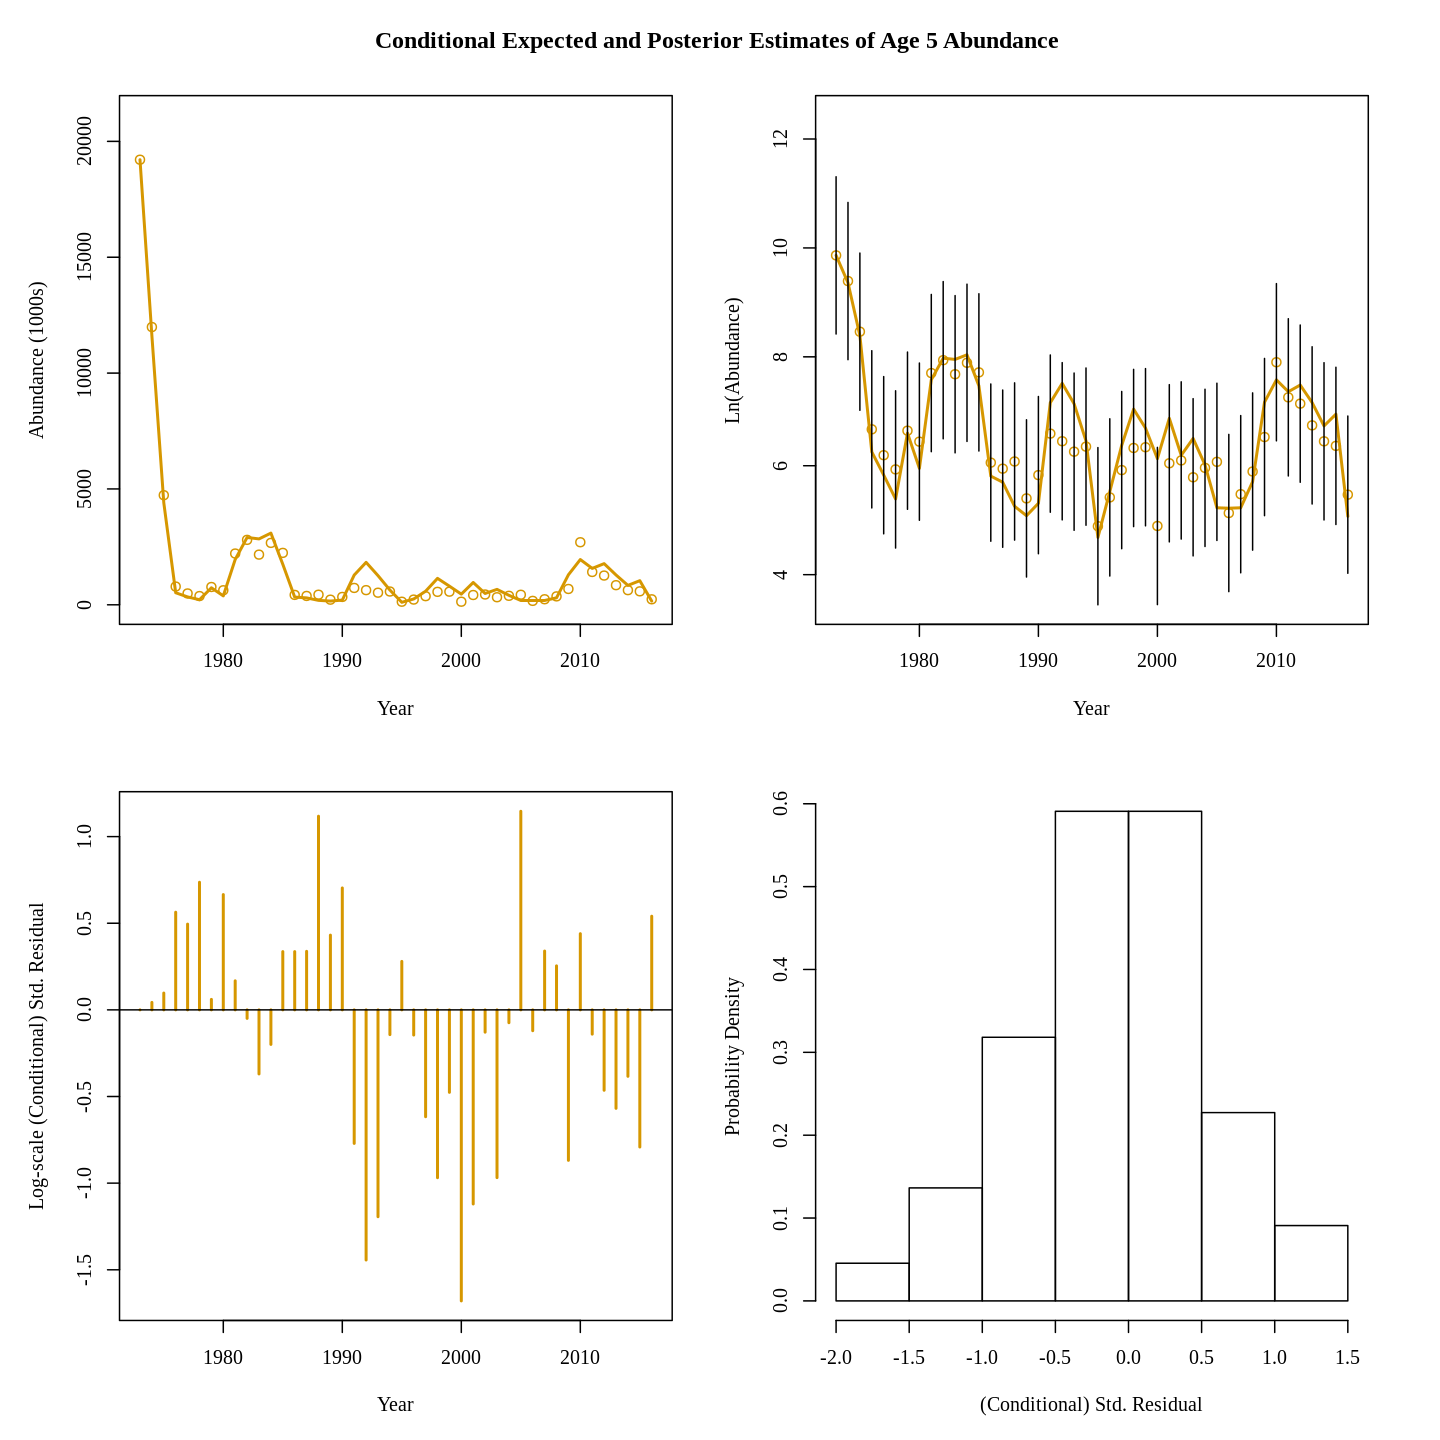 Conditional Expected and Posterior Estimates of Age 5 Abundance
Abundance (1000s)
20000
15000
10000
5000
0
1980 1990 2000 2010
Year
Ln(Abundance)
12
10
8
6
4
1980 1990 2000 2010
Year
Log-scale (Conditional) Std. Residual
1.0
0.5
0.0
-0.5
-1.0
-1.5
1980 1990 2000 2010
Year
Probability Density
0.6
0.5
0.4
0.3
0.2
0.1
0.0
-2.0 -1.5 -1.0 -0.5 0.0 0.5 1.0 1.5
(Conditional) Std. Residual